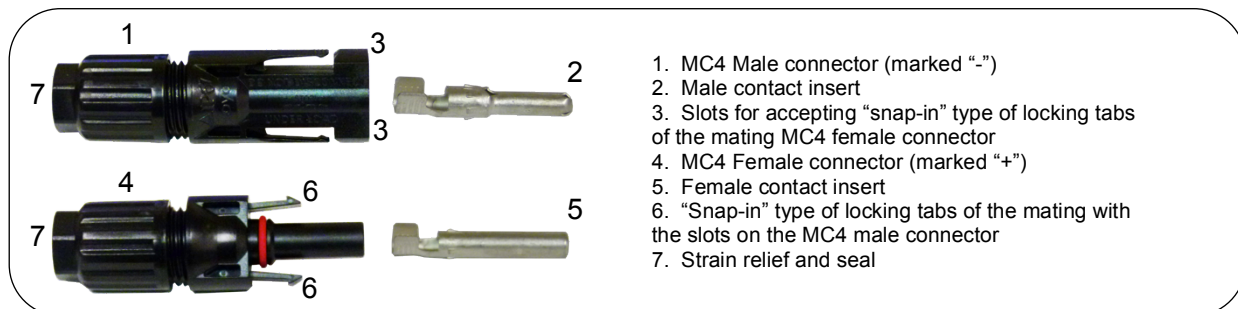 1
3
2
7
3
4
6
5
7
6
1. MC4 Male connector (marked “-”)
2. Male contact insert
3. Slots for accepting “snap-in” type of locking tabs
of the mating MC4 female connector
4. MC4 Female connector (marked “+”)
5. Female contact insert
6. “Snap-in” type of locking tabs of the mating with
the slots on the MC4 male connector
7. Strain relief and seal